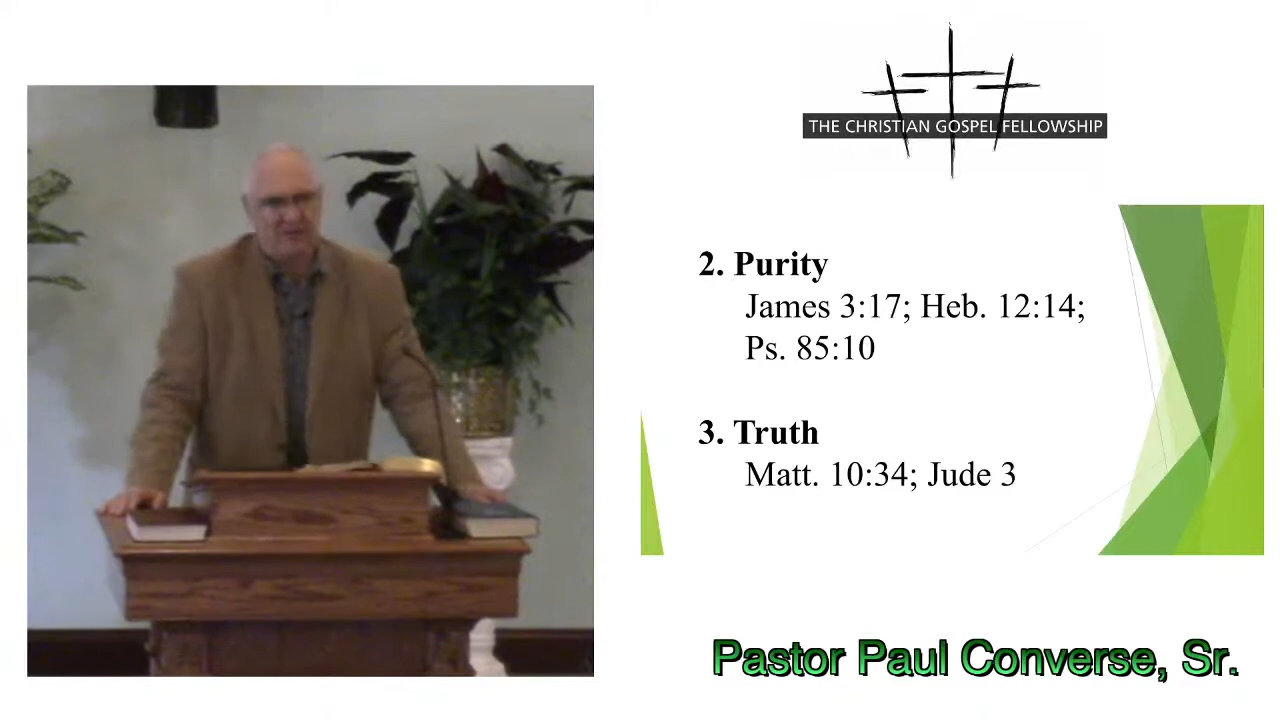 THE CHRISTIAN GOSPEL FELLOWSHIP
2. Purity
James 3:17; Heb. 12:14;
Ps. 85:10
3. Truth
Matt. 10:34; Jude 3
Pastor Paul Converse, Sr.